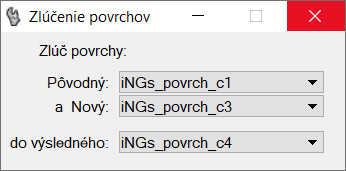 Zlúčenie povrchov
Zlúč povrchy:
Pôvodný: iNGs_povrch_c1
a Nový: iNGs_povrch_c3
do výsledného: iNGs_povrch_c4